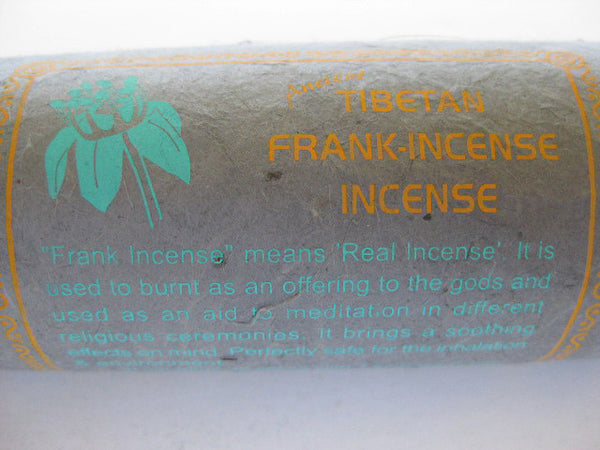 Ancient
TIBETAN
FRANK-INCENSE
INCENSE
"Frank Incense" means 'Real Incense'. It is
used to burnt as an offering to the gods and
used as an aid to meditation in different
religious ceremonies. It brings a soothing
effects on mind. Perfectly safe for the inhalation
& environment